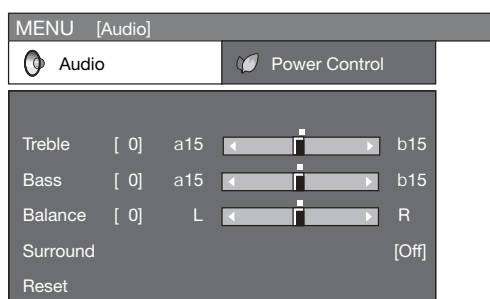 MENU [Audio]
Audio
Power Control
Treble [ 0] a15 b15
Bass [ 0] a15 b15
Balance [ 0] L R
Surround [Off]
Reset